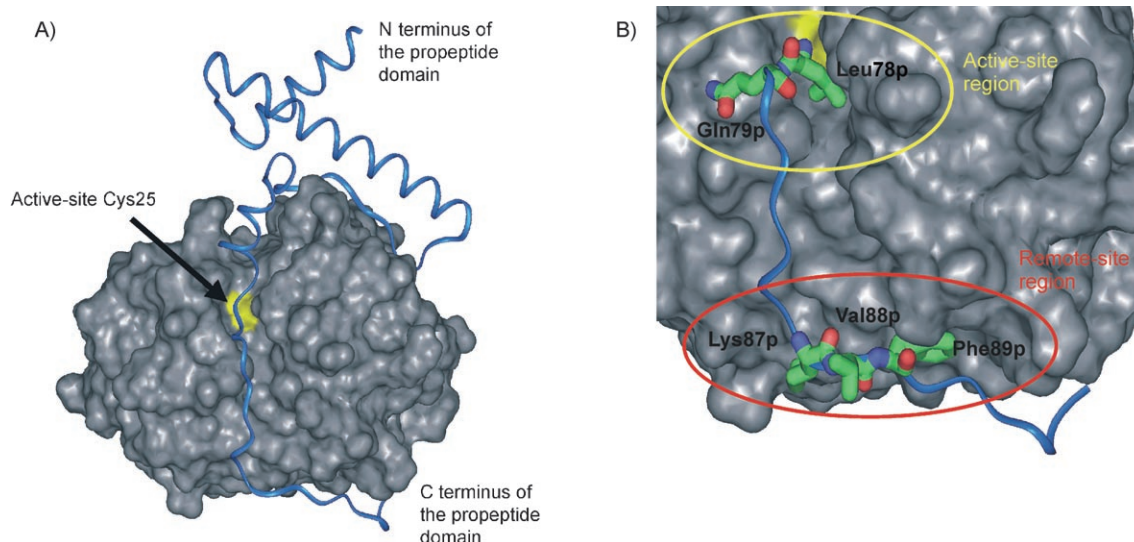 A)
N terminus of
the propeptide
domain
Active-site Cys25
C terminus of
the propeptide
domain
B)
Leu78p
Active-site
region
Gln79p
Remote-site
region
Val88p
Lys87p
Phe89p